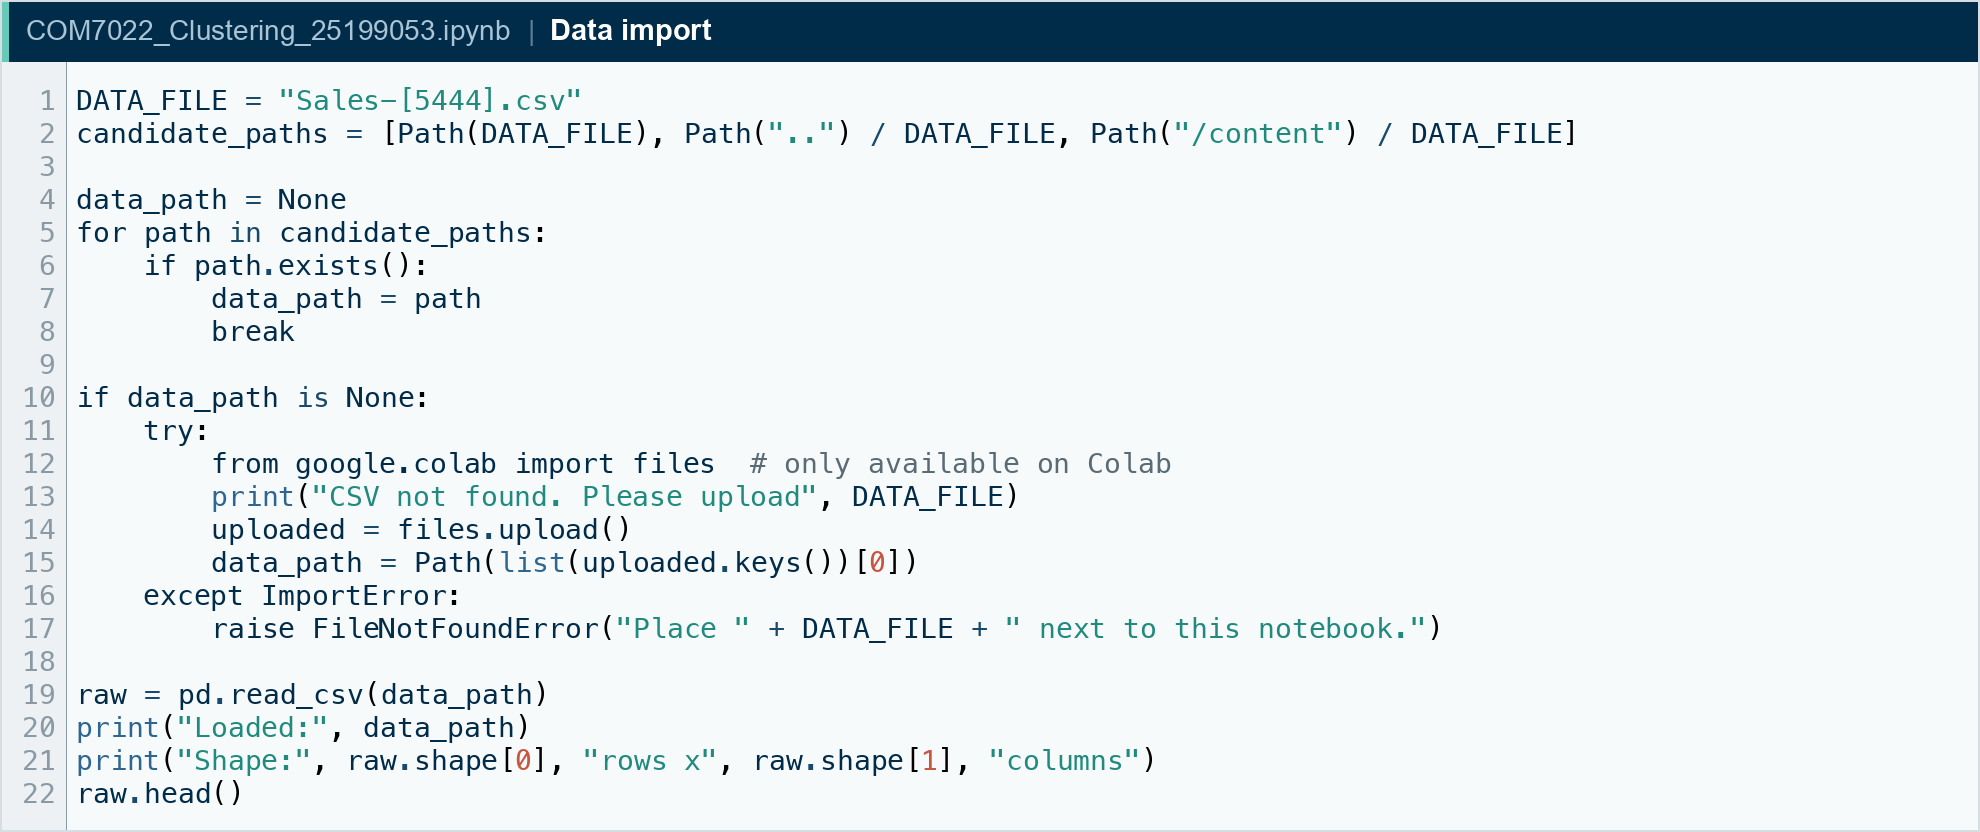 COM7022_Clustering_25199053.ipynb | Data import
1 DATA_FILE = "Sales-[5444].csv"
2 candidate_paths = [Path(DATA_FILE), Path("..") / DATA_FILE, Path("/content") / DATA_FILE]
3
4 data_path = None
5 for path in candidate_paths:
6     if path.exists():
7         data_path = path
8         break
9
10 if data_path is None:
11     try:
12         from google.colab import files  # only available on Colab
13         print("CSV not found. Please upload", DATA_FILE)
14         uploaded = files.upload()
15         data_path = Path(list(uploaded.keys())[0])
16     except ImportError:
17         raise FileNotFoundError("Place " + DATA_FILE + " next to this notebook.")
18
19 raw = pd.read_csv(data_path)
20 print("Loaded:", data_path)
21 print("Shape:", raw.shape[0], "rows x", raw.shape[1], "columns")
22 raw.head()